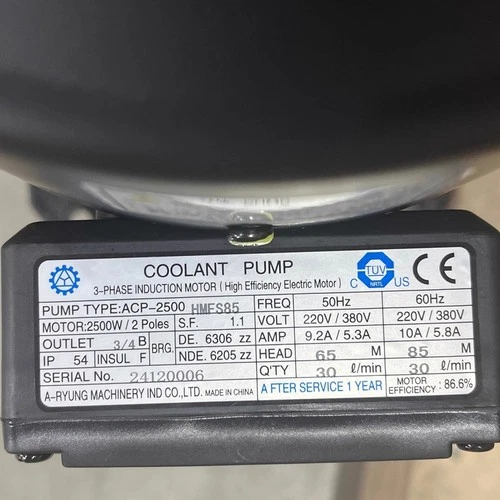 COOLANT PUMP
3-PHASE INDUCTION MOTOR ( High Efficiency Electric Motor )
C TÜV NRTL US CE
PUMP TYPE:ACP-2500 HMFS85 FREQ 50Hz 60Hz
MOTOR:2500W / 2 Poles S.F. 1.1 VOLT 220V / 380V 220V / 380V
OUTLET 3/4 B BRG. DE. 6306 zz AMP 9.2A / 5.3A 10A / 5.8A
IP 54 INSUL F NDE. 6205 zz HEAD 65 M 85 M
SERIAL No. 24120006 Q'TY 30 ℓ/min 30 ℓ/min
A-RYUNG MACHINERY IND CO.,LTD. MADE IN CHINA A FTER SERVICE 1 YEAR MOTOR EFFICIENCY : 86.6%